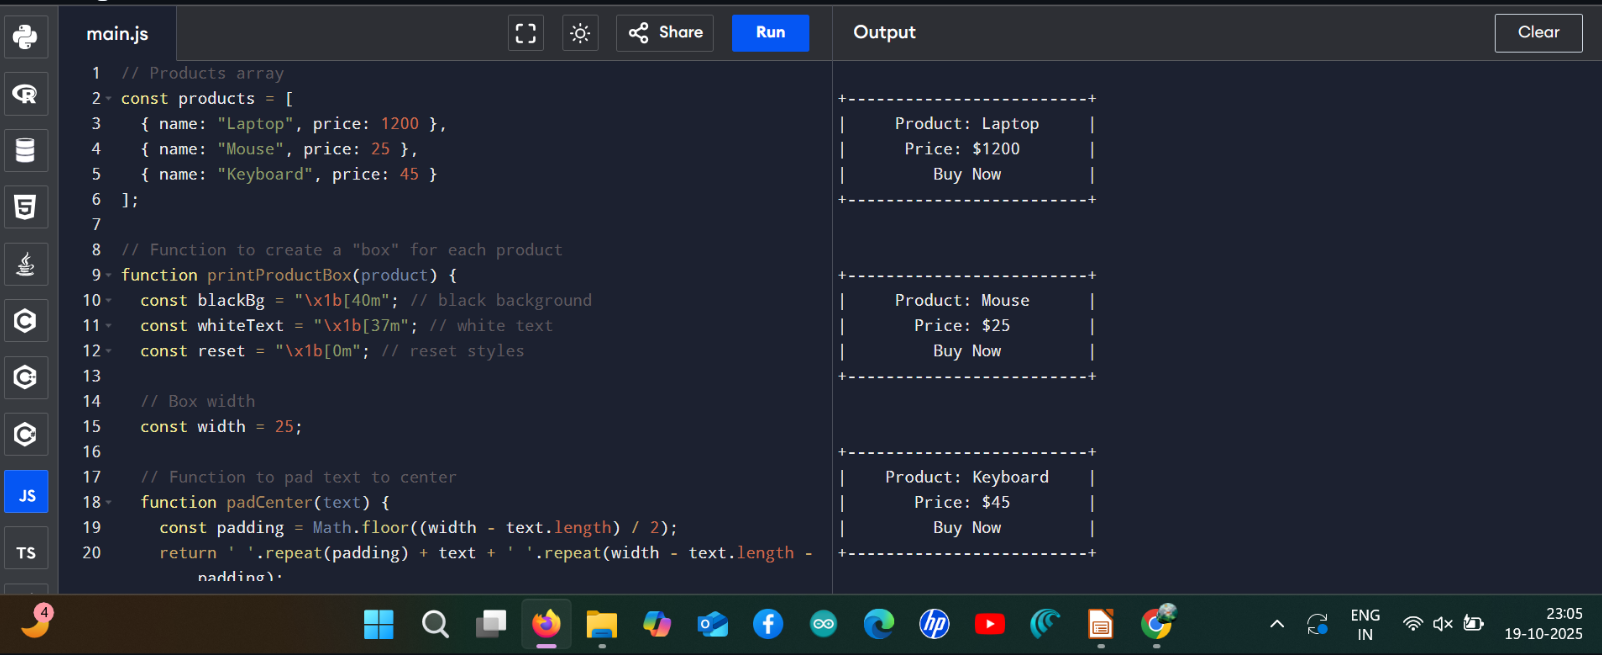 main.js
Share
Run
Output
Clear
1 // Products array
2 const products = [
3 { name: "Laptop", price: 1200 },
4 { name: "Mouse", price: 25 },
5 { name: "Keyboard", price: 45 }
6 ];
7
8 // Function to create a "box" for each product
9 function printProductBox(product) {
10 const blackBg = "\x1b[40m"; // black background
11 const whiteText = "\x1b[37m"; // white text
12 const reset = "\x1b[0m"; // reset styles
13
14 // Box width
15 const width = 25;
16
17 // Function to pad text to center
18 function padCenter(text) {
19 const padding = Math.floor((width - text.length) / 2);
20 return ' '.repeat(padding) + text + ' '.repeat(width - text.length -
padding);
+-------------------------+
| Product: Laptop |
| Price: $1200 |
| Buy Now |
+-------------------------+
+-------------------------+
| Product: Mouse |
| Price: $25 |
| Buy Now |
+-------------------------+
+-------------------------+
| Product: Keyboard |
| Price: $45 |
| Buy Now |
+-------------------------+
R
5
C
C
C
JS
TS
4
hp
ENG
IN
23:05
19-10-2025